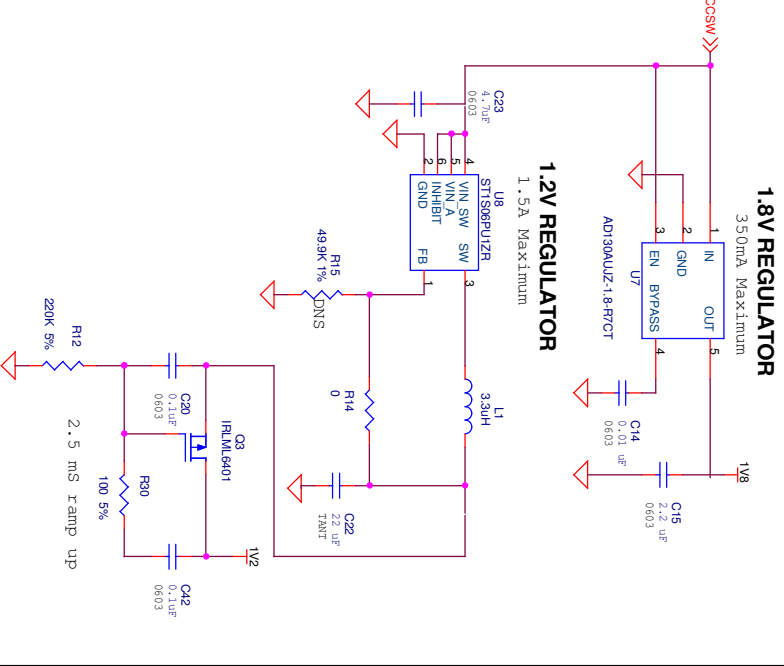 CCSW
1.8V REGULATOR
350mA Maximum
AD130AUJZ-1.8-R7CT
U7
1
IN
2
GND
3
EN
BYPASS
4
OUT
5
C14
0.01 uF
0603
C15
2.2 uF
0603
1V8
1.2V REGULATOR
1.5A Maximum
C23
4.7uF
0603
U8
ST1S06PU1ZR
4
VIN_SW
5
VIN_A
6
INHIBIT
2
GND
SW
3
FB
1
L1
3.3uH
R15
49.9K 1%
DNS
R14
0
C22
22 uF
TANT
R12
220K 5%
C20
0.1uF
0603
Q3
IRLML6401
R30
100 5%
C42
0.1uF
0603
1V2
2.5 mS ramp up